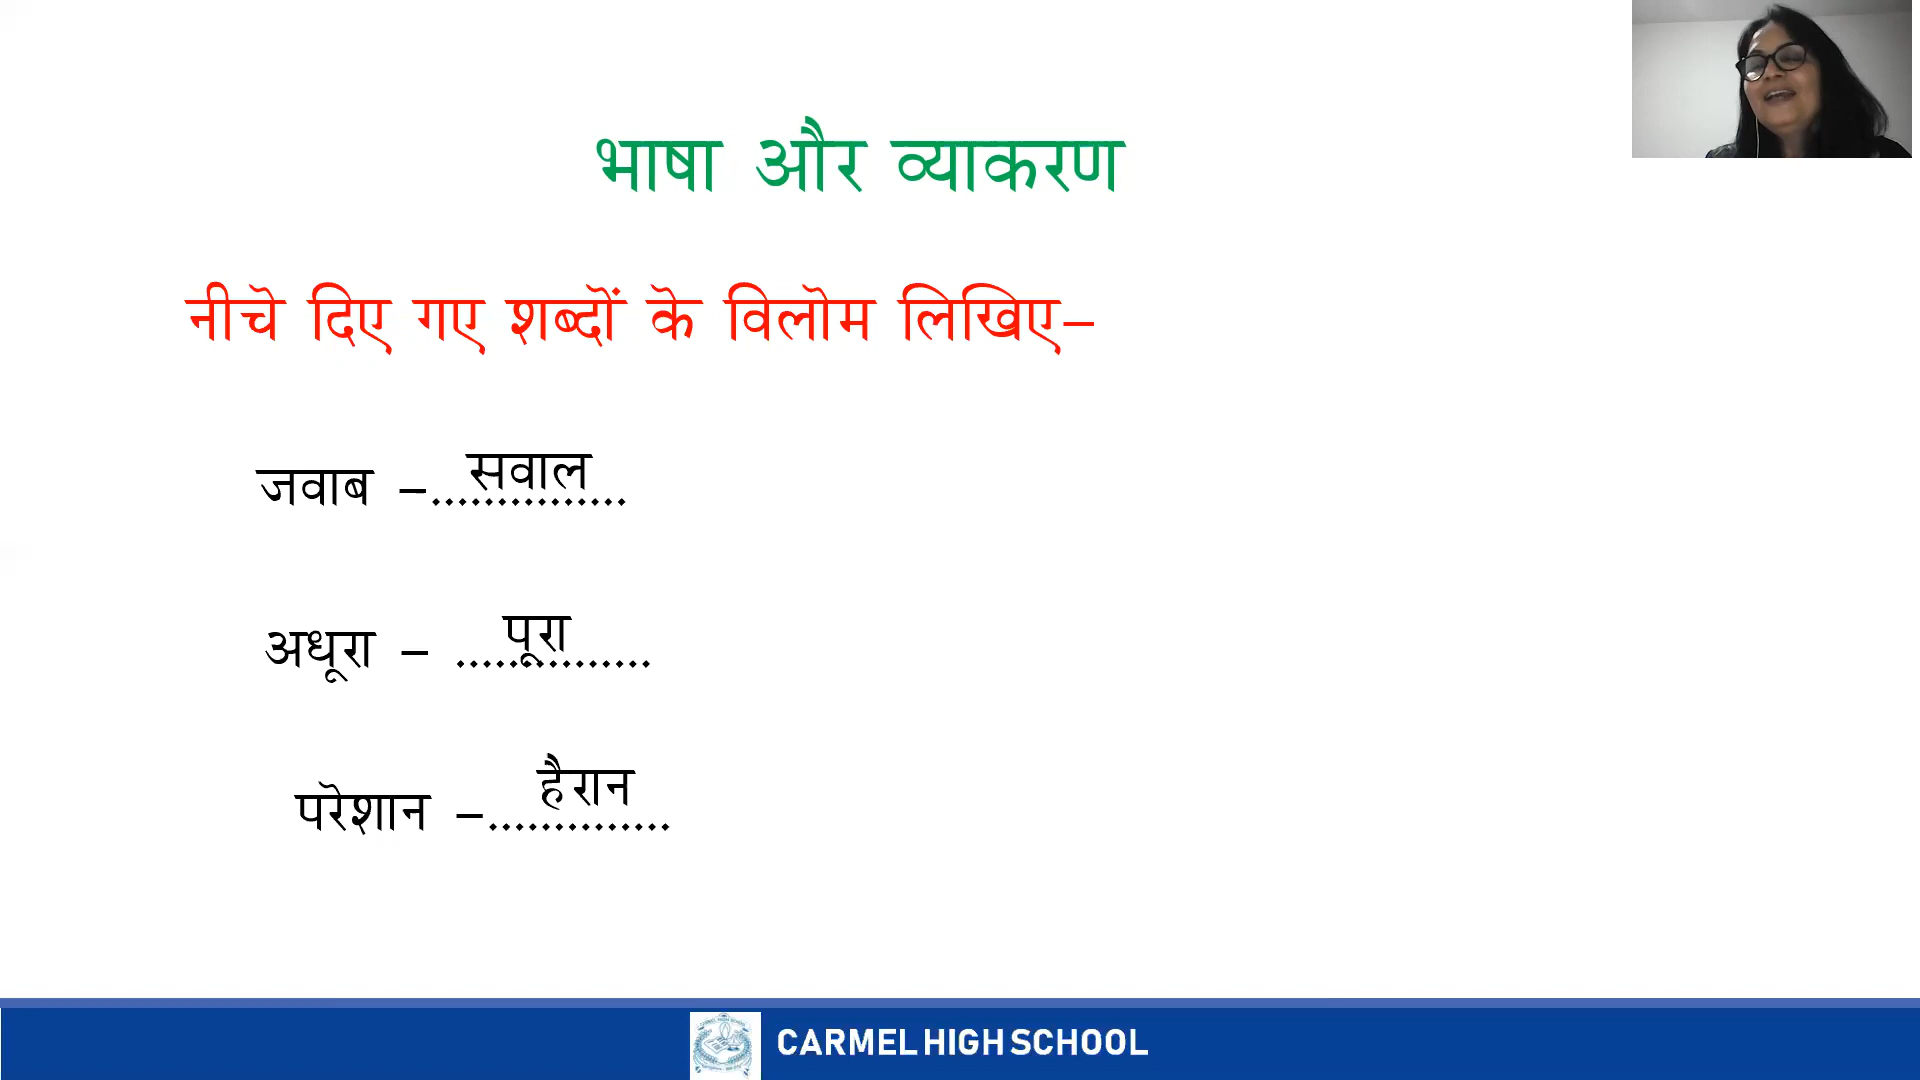 भाषा और व्याकरण
नीचे दिए गए शब्दों के विलोम लिखिए–
जवाब –...............
सवाल
अधूरा – ...............
पूरा
परेशान –..............
हैरान
CARMEL HIGH SCHOOL